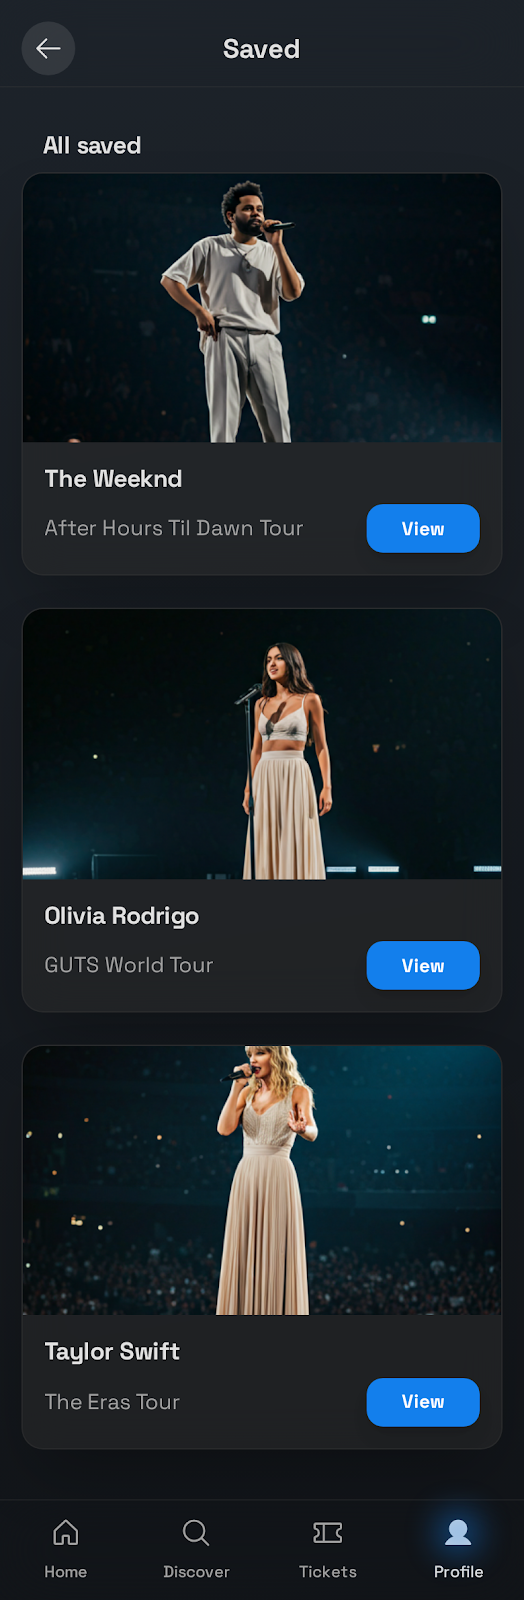 Saved
All saved
The Weeknd
After Hours Til Dawn Tour
View
Olivia Rodrigo
GUTS World Tour
View
Taylor Swift
The Eras Tour
View
Home
Discover
Tickets
Profile